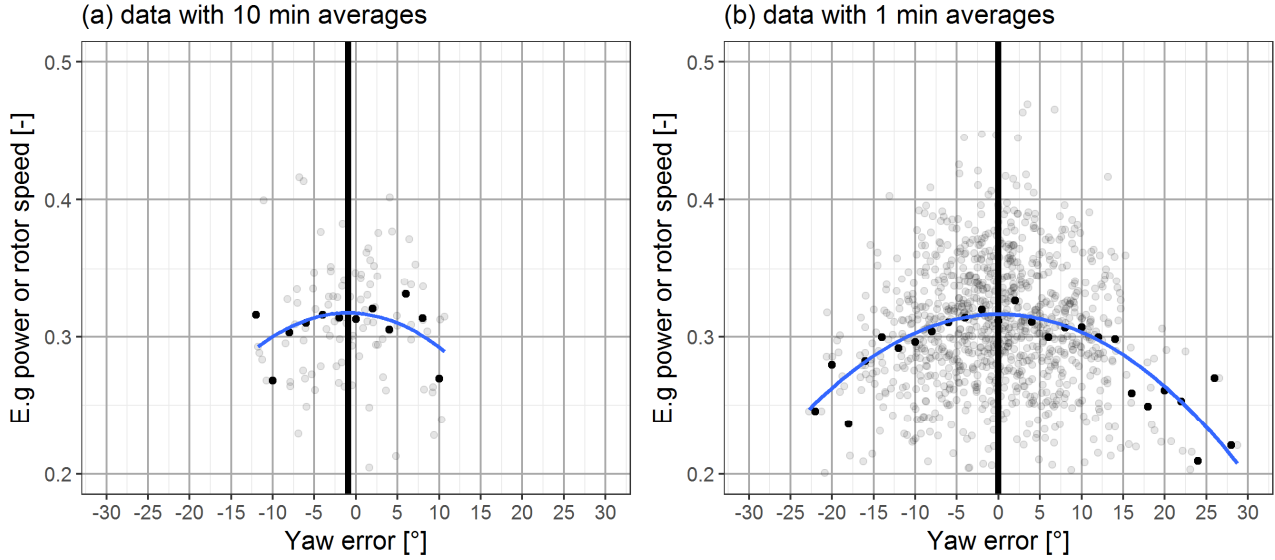 (a) data with 10 min averages
E.g power or rotor speed [-]
0.5
0.4
0.3
0.2
-30 -25 -20 -15 -10 -5 0 5 10 15 20 25 30
Yaw error [°]
(b) data with 1 min averages
E.g power or rotor speed [-]
0.5
0.4
0.3
0.2
-30 -25 -20 -15 -10 -5 0 5 10 15 20 25 30
Yaw error [°]